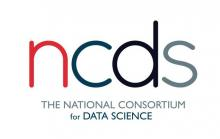 ncds
THE NATIONAL CONSORTIUM
for DATA SCIENCE